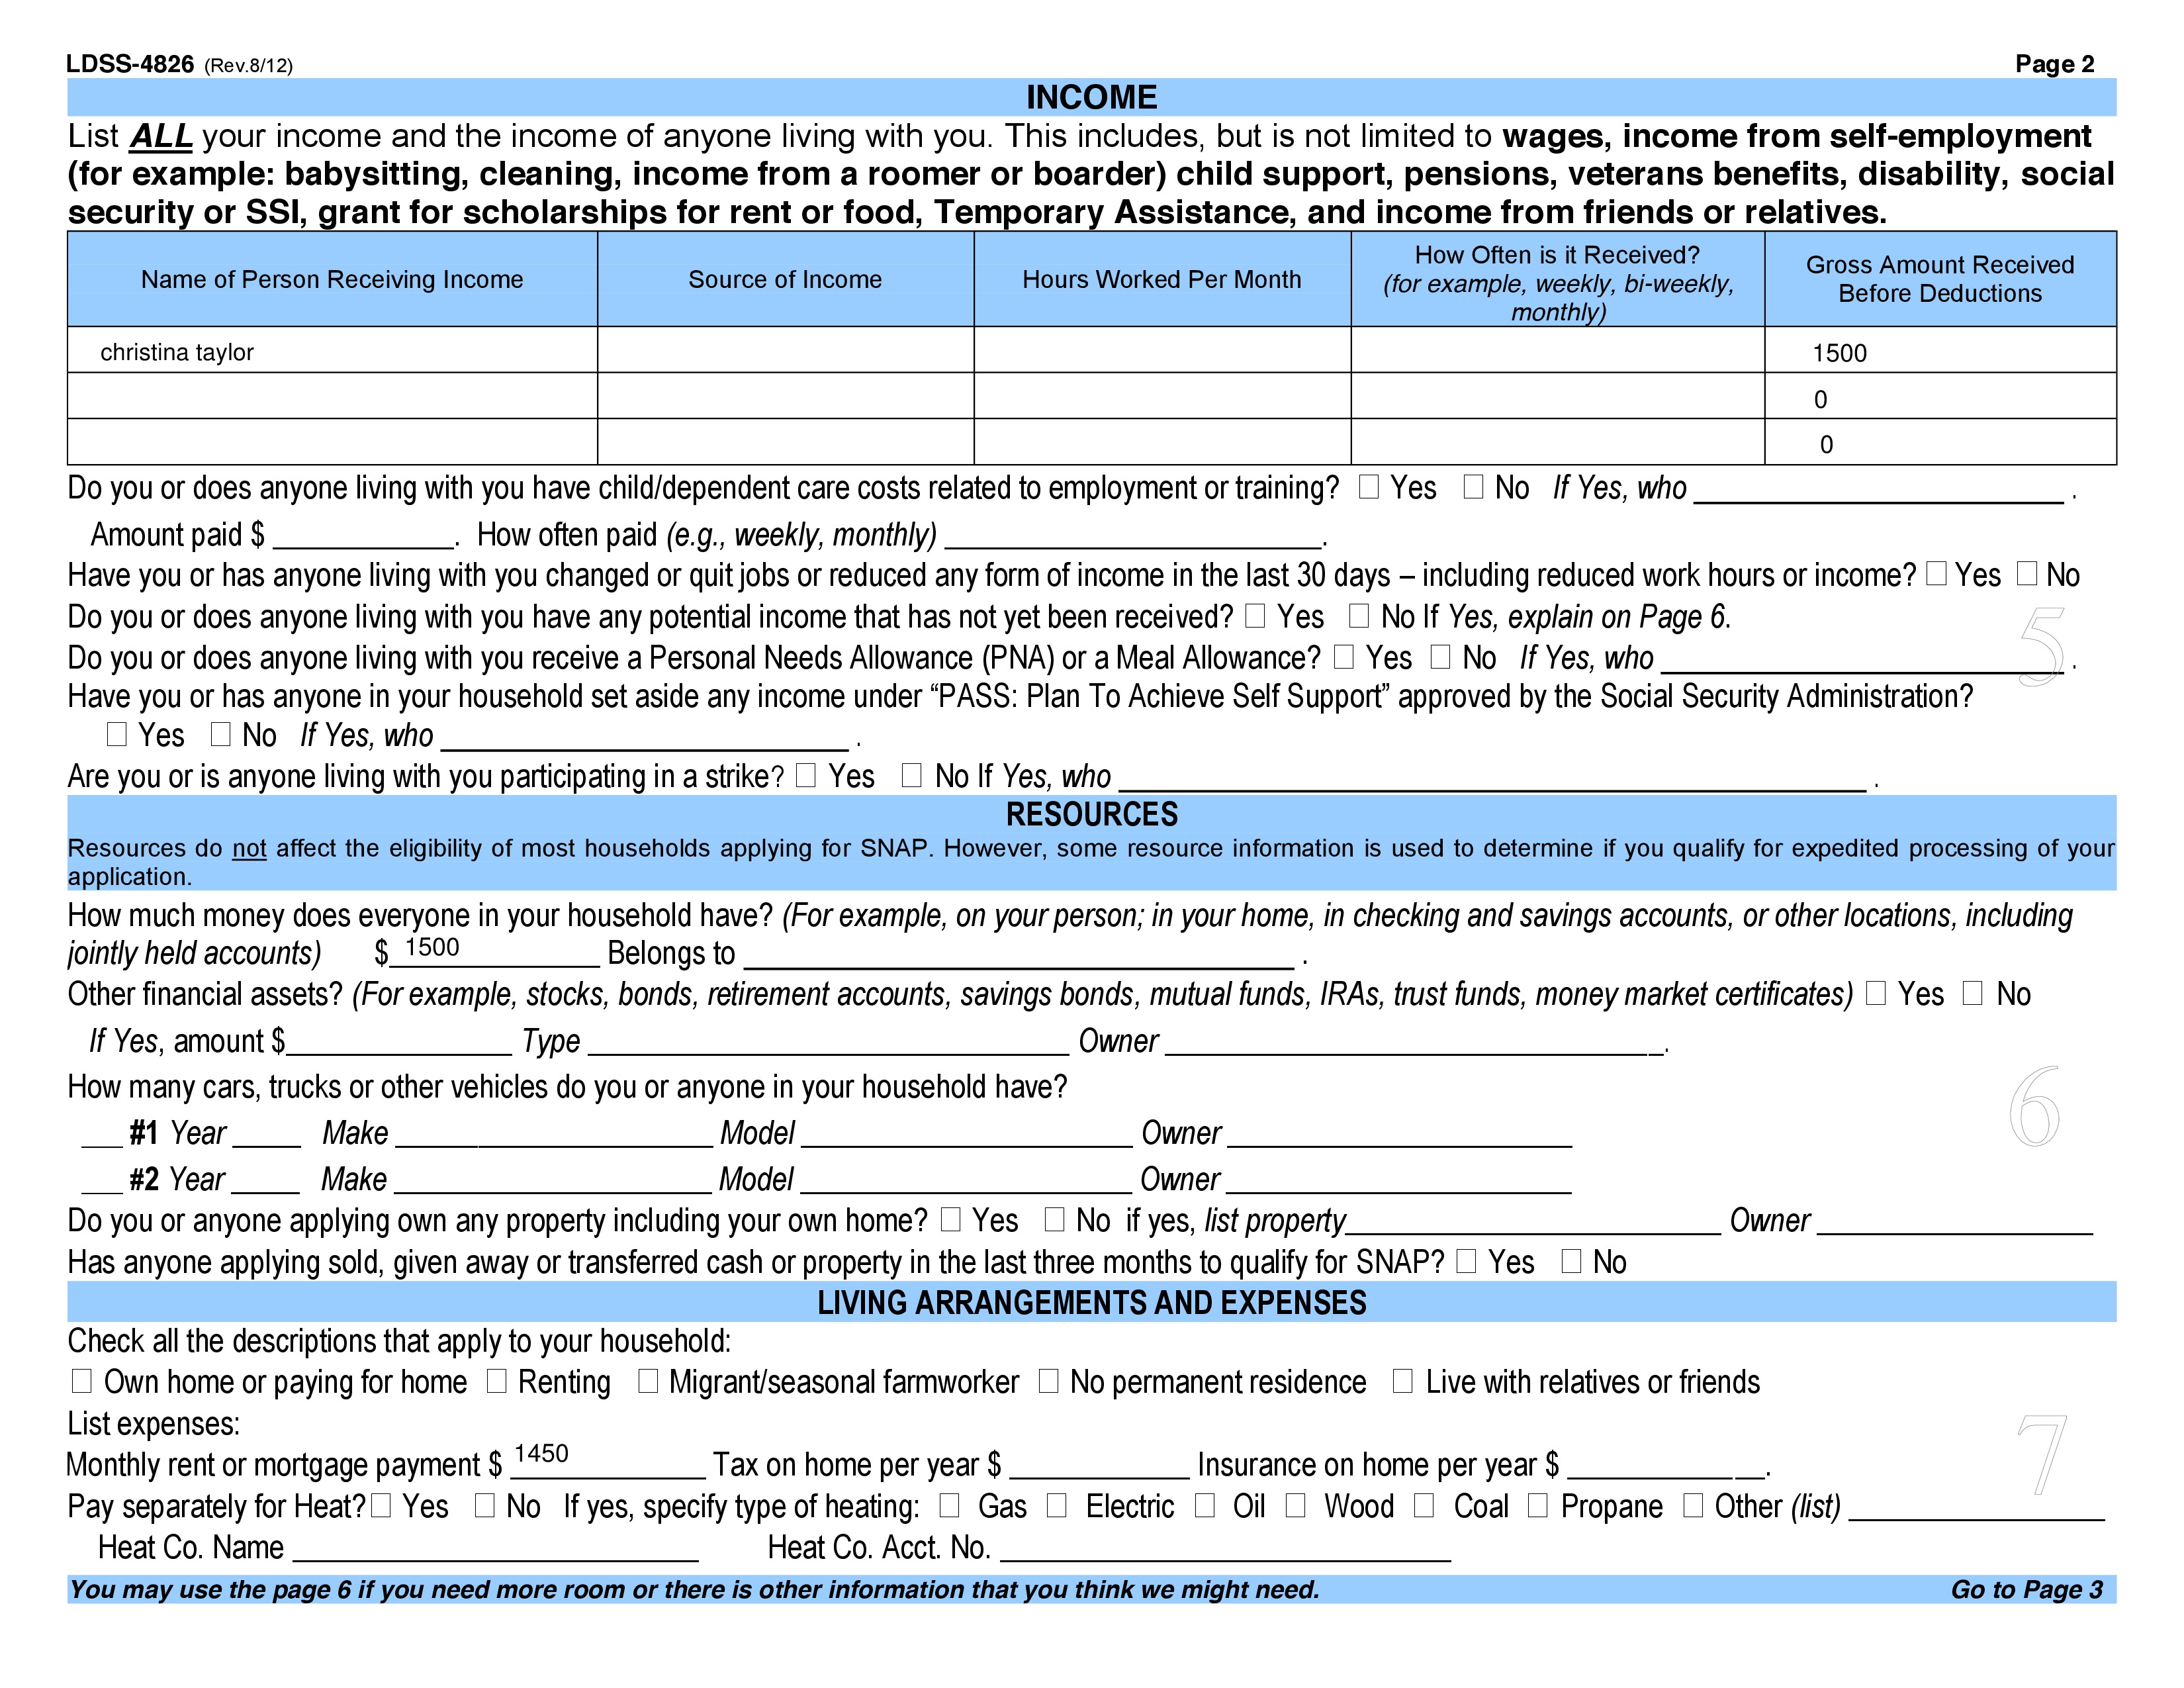 LDSS-4826 (Rev.8/12) Page 2
INCOME
List ALL your income and the income of anyone living with you. This includes, but is not limited to wages, income from self-employment
(for example: babysitting, cleaning, income from a roomer or boarder) child support, pensions, veterans benefits, disability, social
security or SSI, grant for scholarships for rent or food, Temporary Assistance, and income from friends or relatives.
Name of Person Receiving Income Source of Income Hours Worked Per Month How Often is it Received? (for example, weekly, bi-weekly, monthly) Gross Amount Received Before Deductions
christina taylor 1500
0
0
Do you or does anyone living with you have child/dependent care costs related to employment or training? ☐ Yes ☐ No If Yes, who ____________ .
Amount paid $ ____________. How often paid (e.g., weekly, monthly) ____________.
Have you or has anyone living with you changed or quit jobs or reduced any form of income in the last 30 days – including reduced work hours or income? ☐ Yes ☐ No
Do you or does anyone living with you have any potential income that has not yet been received? ☐ Yes ☐ No If Yes, explain on Page 6.
5
Do you or does anyone living with you receive a Personal Needs Allowance (PNA) or a Meal Allowance? ☐ Yes ☐ No If Yes, who ____________ .
Have you or has anyone in your household set aside any income under “PASS: Plan To Achieve Self Support” approved by the Social Security Administration?
☐ Yes ☐ No If Yes, who ____________ .
Are you or is anyone living with you participating in a strike? ☐ Yes ☐ No If Yes, who ____________ .
RESOURCES
Resources do not affect the eligibility of most households applying for SNAP. However, some resource information is used to determine if you qualify for expedited processing of your
application.
How much money does everyone in your household have? (For example, on your person; in your home, in checking and savings accounts, or other locations, including
jointly held accounts) $ 1500 Belongs to ____________ .
Other financial assets? (For example, stocks, bonds, retirement accounts, savings bonds, mutual funds, IRAs, trust funds, money market certificates) ☐ Yes ☐ No
If Yes, amount $____________ Type ____________ Owner ____________.
How many cars, trucks or other vehicles do you or anyone in your household have?
6
___ #1 Year _____ Make ____________ Model ____________ Owner ____________
___ #2 Year _____ Make ____________ Model ____________ Owner ____________
Do you or anyone applying own any property including your own home? ☐ Yes ☐ No if yes, list property____________ Owner ____________
Has anyone applying sold, given away or transferred cash or property in the last three months to qualify for SNAP? ☐ Yes ☐ No
LIVING ARRANGEMENTS AND EXPENSES
Check all the descriptions that apply to your household:
☐ Own home or paying for home ☐ Renting ☐ Migrant/seasonal farmworker ☐ No permanent residence ☐ Live with relatives or friends
List expenses:
7
Monthly rent or mortgage payment $ 1450 Tax on home per year $ ____________ Insurance on home per year $ ____________.
Pay separately for Heat? ☐ Yes ☐ No If yes, specify type of heating: ☐ Gas ☐ Electric ☐ Oil ☐ Wood ☐ Coal ☐ Propane ☐ Other (list) ____________
Heat Co. Name ____________ Heat Co. Acct. No. ____________
You may use the page 6 if you need more room or there is other information that you think we might need. Go to Page 3